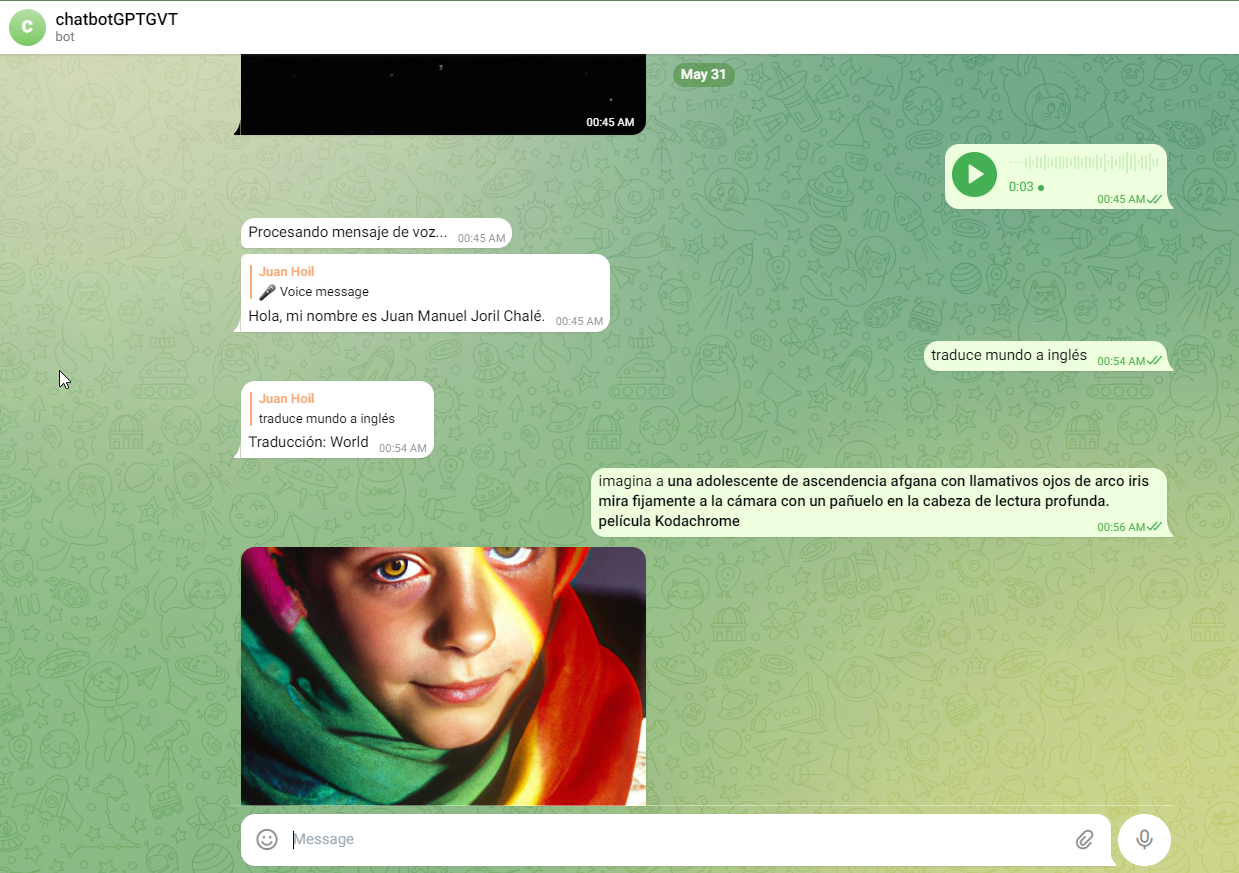 C
chatbotGPTGVT
bot
May 31
00:45 AM
0:03
00:45 AM
Procesando mensaje de voz... 00:45 AM
Juan Hoil
Voice message
Hola, mi nombre es Juan Manuel Joril Chalé. 00:45 AM
traduce mundo a inglés 00:54 AM
Juan Hoil
traduce mundo a inglés
Traducción: World 00:54 AM
imagina a una adolescente de ascendencia afgana con llamativos ojos de arco iris
mira fijamente a la cámara con un pañuelo en la cabeza de lectura profunda.
película Kodachrome 00:56 AM
Message